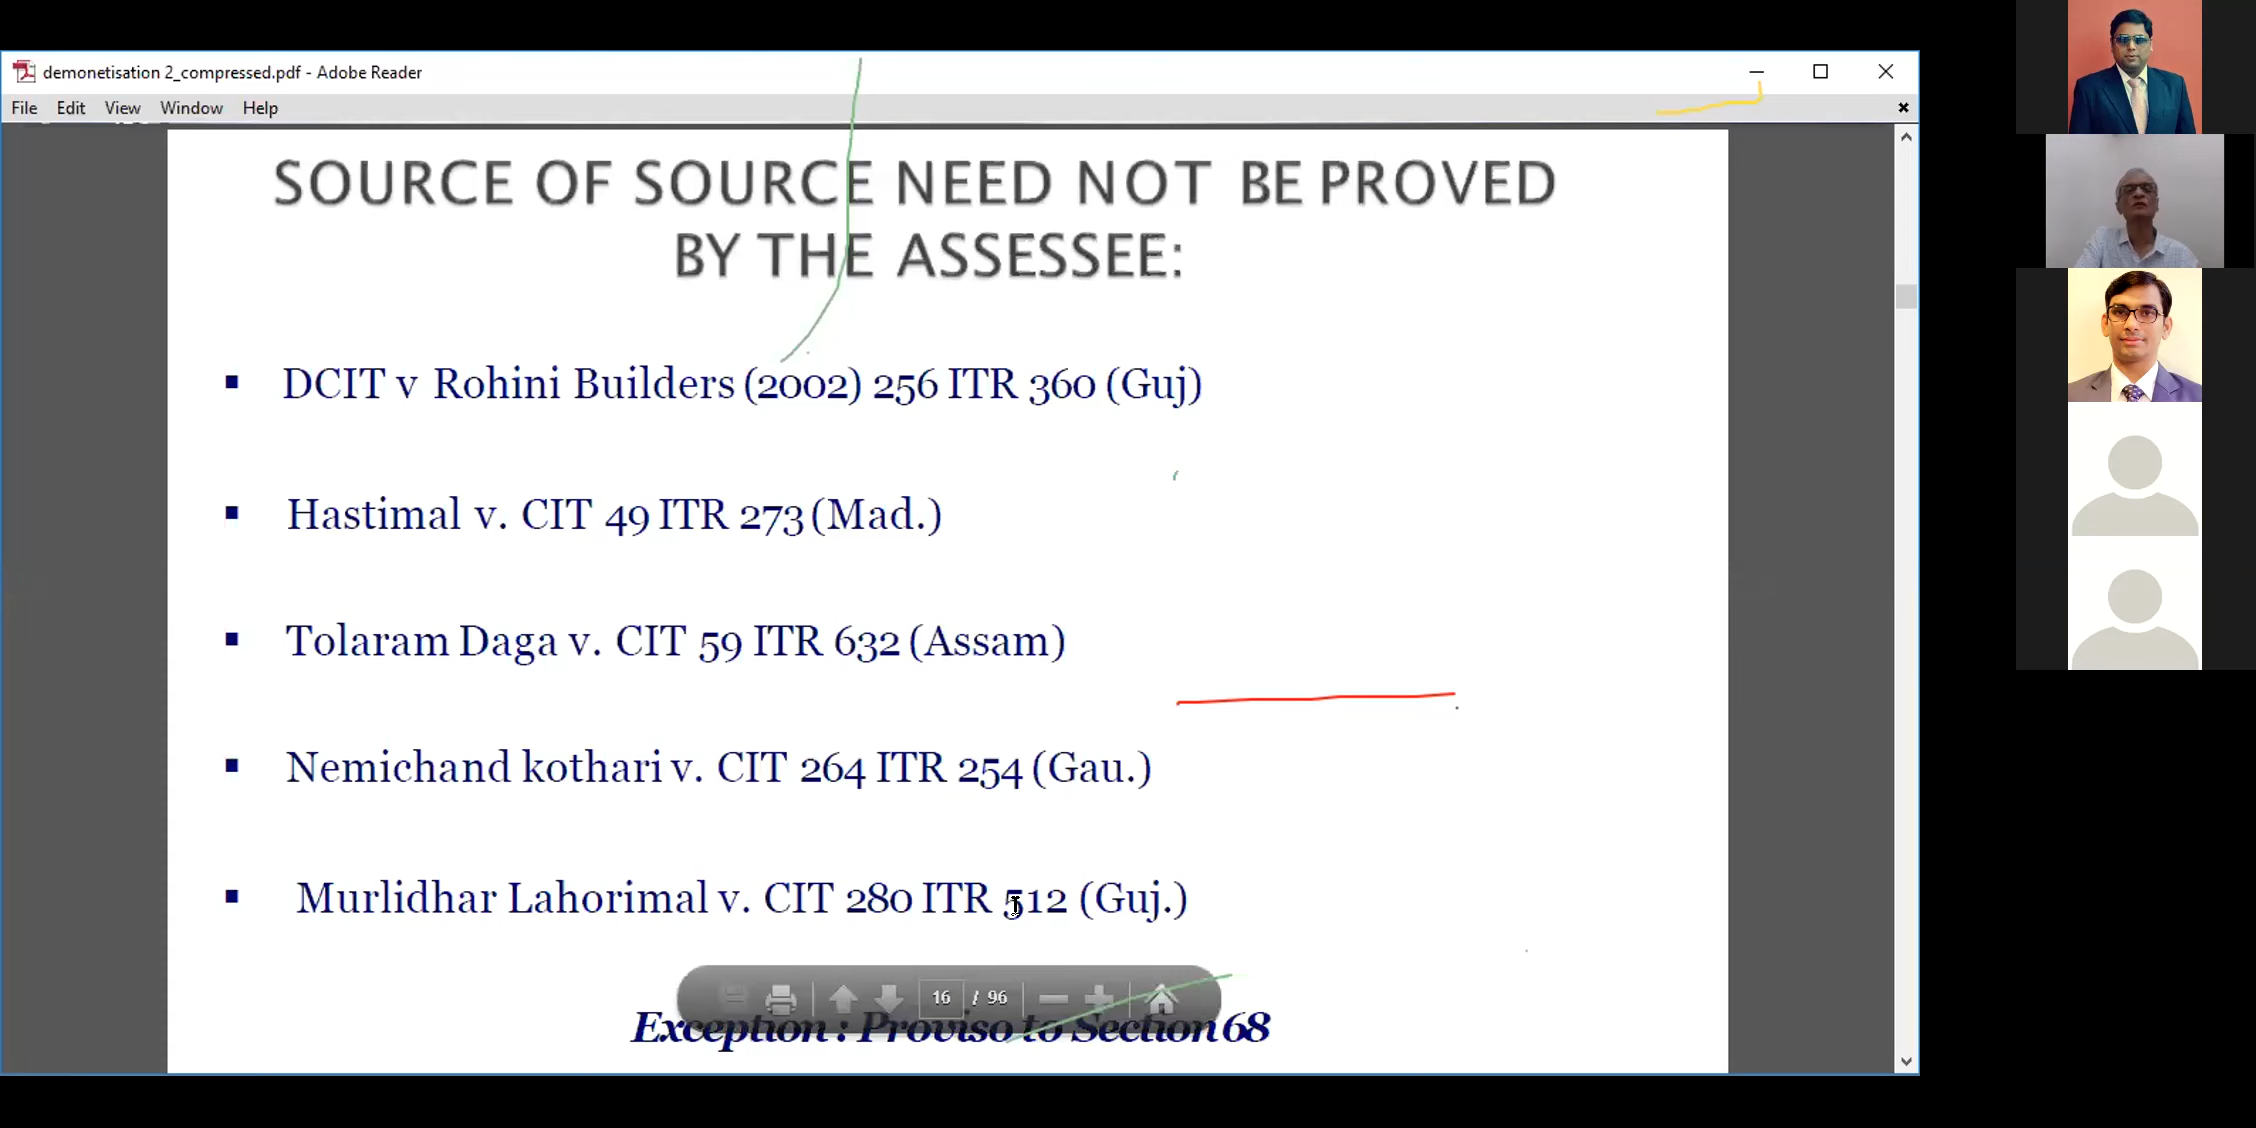 demonetisation 2_compressed.pdf - Adobe Reader
File Edit View Window Help
SOURCE OF SOURCE NEED NOT BE PROVED
BY THE ASSESSEE:
▪ DCIT v Rohini Builders (2002) 256 ITR 360 (Guj)
▪ Hastimal v. CIT 49 ITR 273 (Mad.)
▪ Tolaram Daga v. CIT 59 ITR 632 (Assam)
▪ Nemichand kothari v. CIT 264 ITR 254 (Gau.)
▪ Murlidhar Lahorimal v. CIT 280 ITR 512 (Guj.)
16 / 96
Exception : Proviso to Section 68